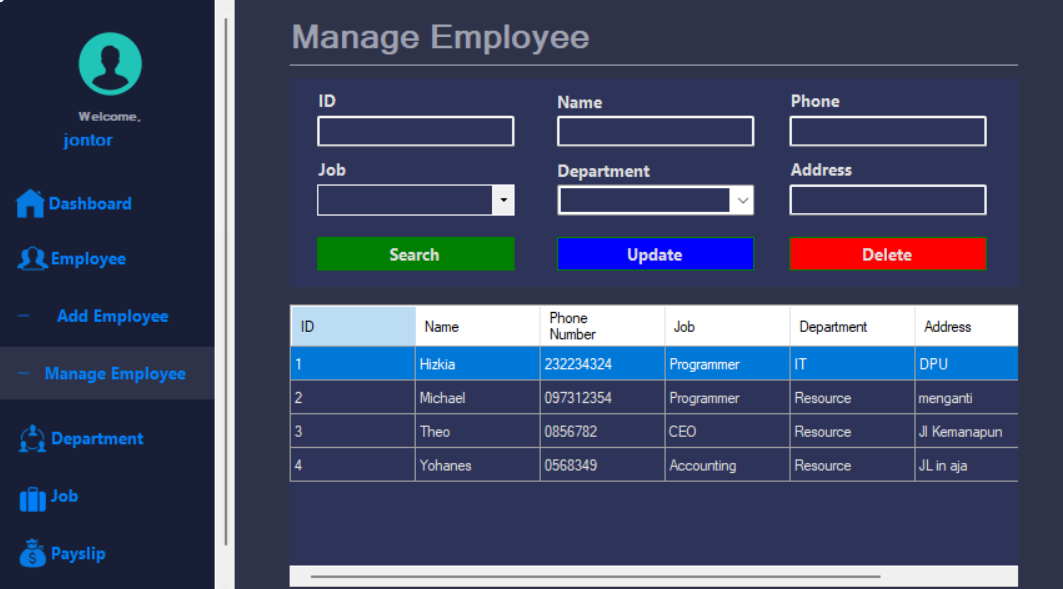 Welcome,
jontor
Dashboard
Employee
Add Employee
Manage Employee
Department
Job
Payslip
Manage Employee
ID Name Phone
Job Department Address
Search Update Delete
ID Name Phone Number Job Department Address
1 Hizkia 232234324 Programmer IT DPU
2 Michael 097312354 Programmer Resource menganti
3 Theo 0856782 CEO Resource Jl Kemanapun
4 Yohanes 0568349 Accounting Resource JL in aja